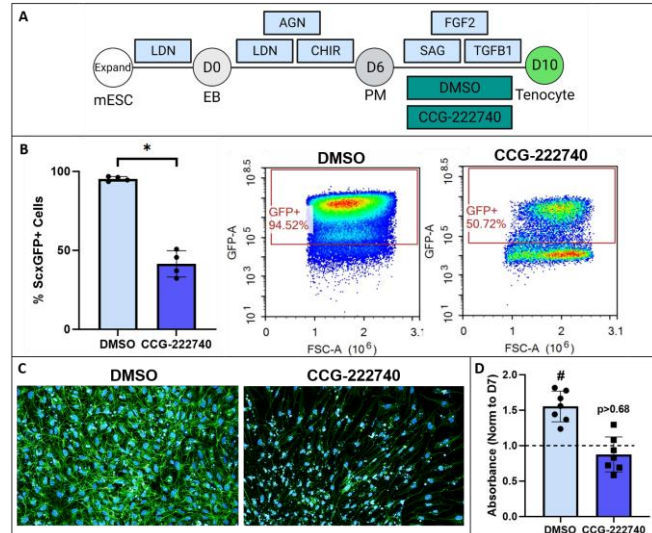 A
AGN
FGF2
LDN
LDN
CHIR
SAG
TGFB1
Expand
D0
D6
D10
mESC
EB
PM
DMSO
Tenocyte
CCG-222740
B
% ScxGFP+ Cells
100
50
0
*
DMSO CCG-222740
DMSO
GFP-A
10^8.5
10^5
10^3
10^1
GFP+
94.52%
0 1 2 3.1
FSC-A (10^6)
CCG-222740
GFP-A
10^8.5
10^5
10^3
10^1
GFP+
50.72%
0 1 2 3.1
FSC-A (10^6)
C
DMSO
CCG-222740
D
Absorbance (Norm to D7)
2.0
1.5
1.0
0.5
0.0
#
p>0.68
DMSO CCG-222740